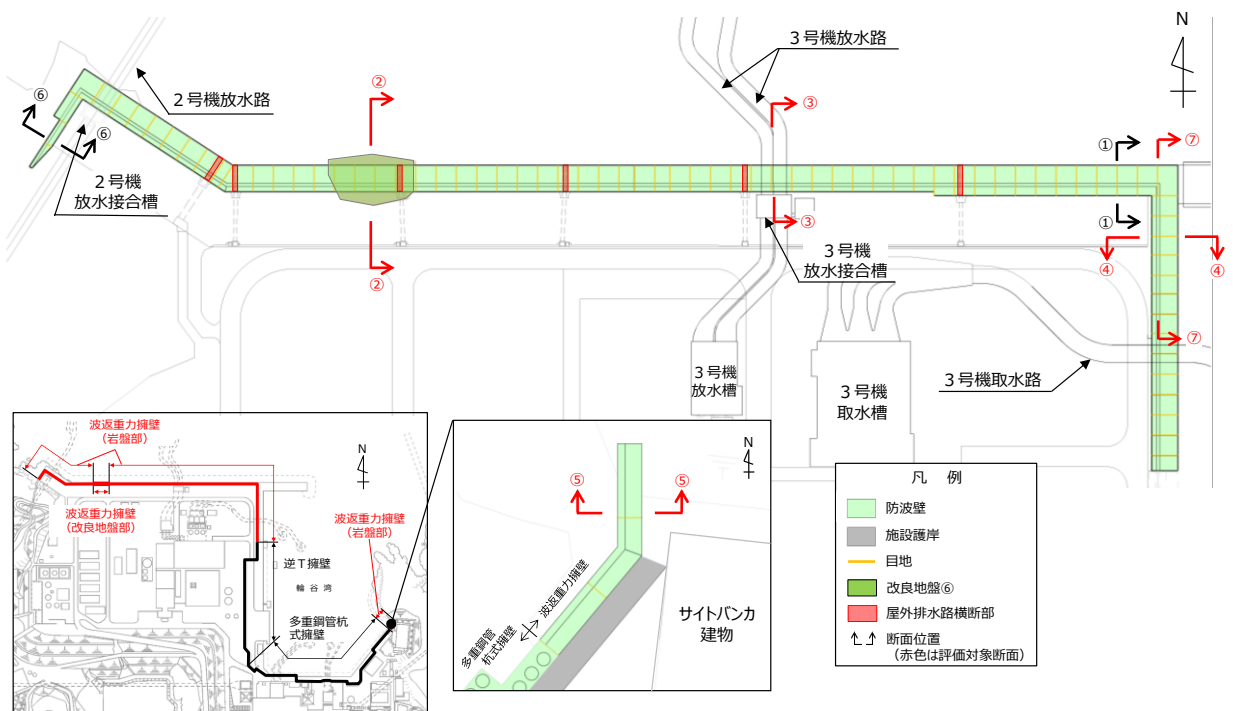 N
３号機放水路
２号機放水路
②
③
⑥
⑥
①
⑦
２号機
放水接合槽
③
①
３号機
放水接合槽
④
④
②
⑦
３号機
放水槽
３号機
取水槽
３号機取水路
波返重力擁壁
（岩盤部）
N
波返重力擁壁
（改良地盤部）
波返重力擁壁
（岩盤部）
逆Ｔ擁壁
輪谷湾
多重鋼管杭
式擁壁
N
⑤
⑤
波返重力擁壁
多重鋼管
杭式擁壁
サイトバンカ
建物
凡　例
防波壁
施設護岸
目地
改良地盤⑥
屋外排水路横断部
断面位置
（赤色は評価対象断面）